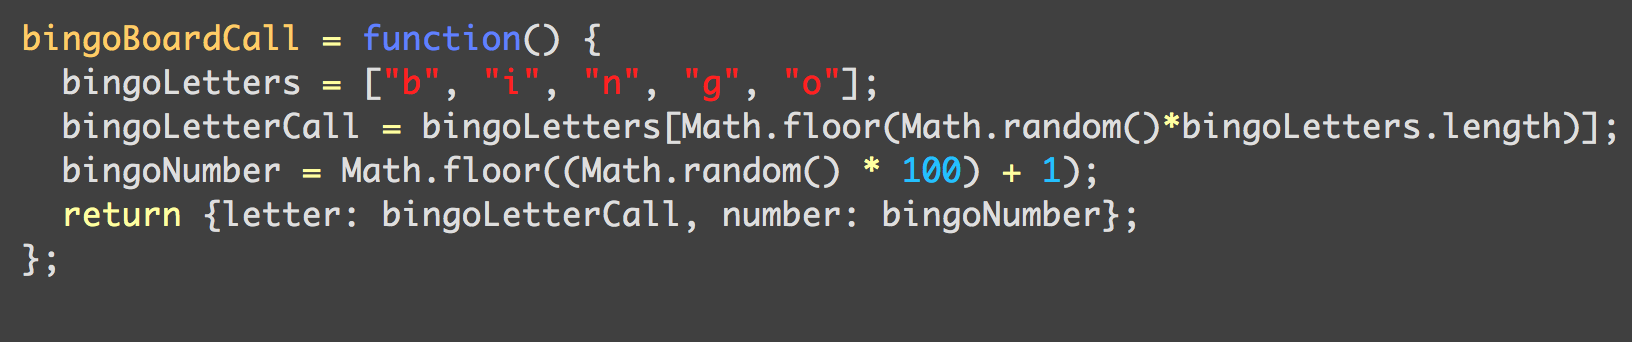 bingoBoardCall = function() {
  bingoLetters = ["b", "i", "n", "g", "o"];
  bingoLetterCall = bingoLetters[Math.floor(Math.random()*bingoLetters.length)];
  bingoNumber = Math.floor((Math.random() * 100) + 1);
  return {letter: bingoLetterCall, number: bingoNumber};
};